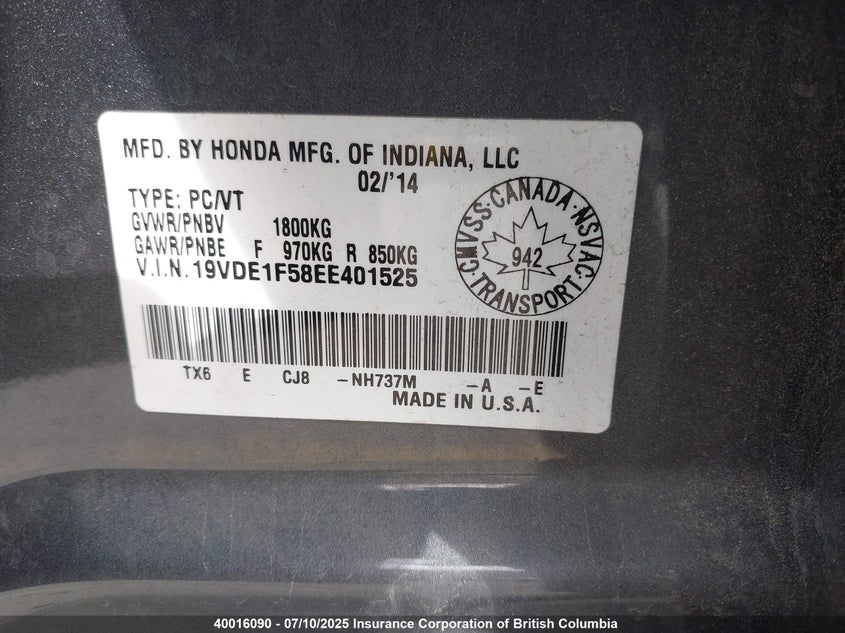 MFD. BY HONDA MFG. OF INDIANA, LLC
02/'14
TYPE: PC/VT
GVWR/PNBV 1800KG
GAWR/PNBE F 970KG R 850KG
V.I.N. 19VDE1F58EE401525
CMVSS·CANADA·NSVAC·TRANSPORT·
942
TX6 E CJ8 -NH737M -A -E
MADE IN U.S.A.
40016090 - 07/10/2025 Insurance Corporation of British Columbia